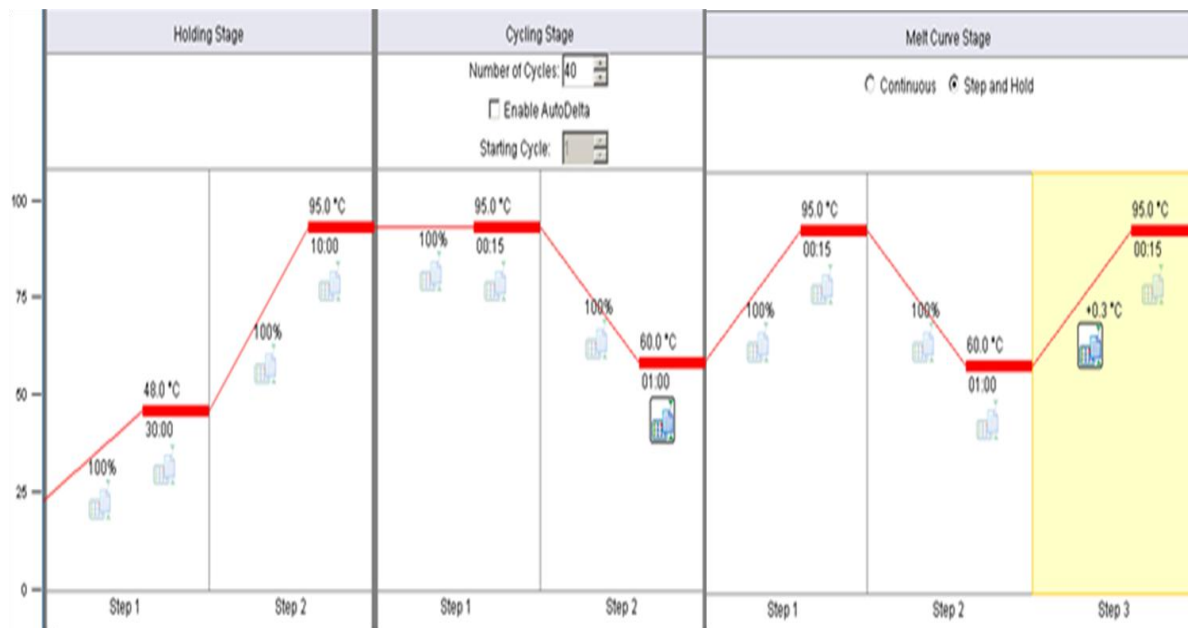 Holding Stage
Cycling Stage
Number of Cycles: 40
Enable AutoDelta
Starting Cycle: 1
Melt Curve Stage
Continuous Step and Hold
100
75
50
25
0
100%
48.0 °C
30:00
100%
95.0 °C
10:00
Step 1
Step 2
100%
95.0 °C
00:15
100%
60.0 °C
01:00
Step 1
Step 2
100%
95.0 °C
00:15
100%
60.0 °C
01:00
+0.3 °C
95.0 °C
00:15
Step 1
Step 2
Step 3